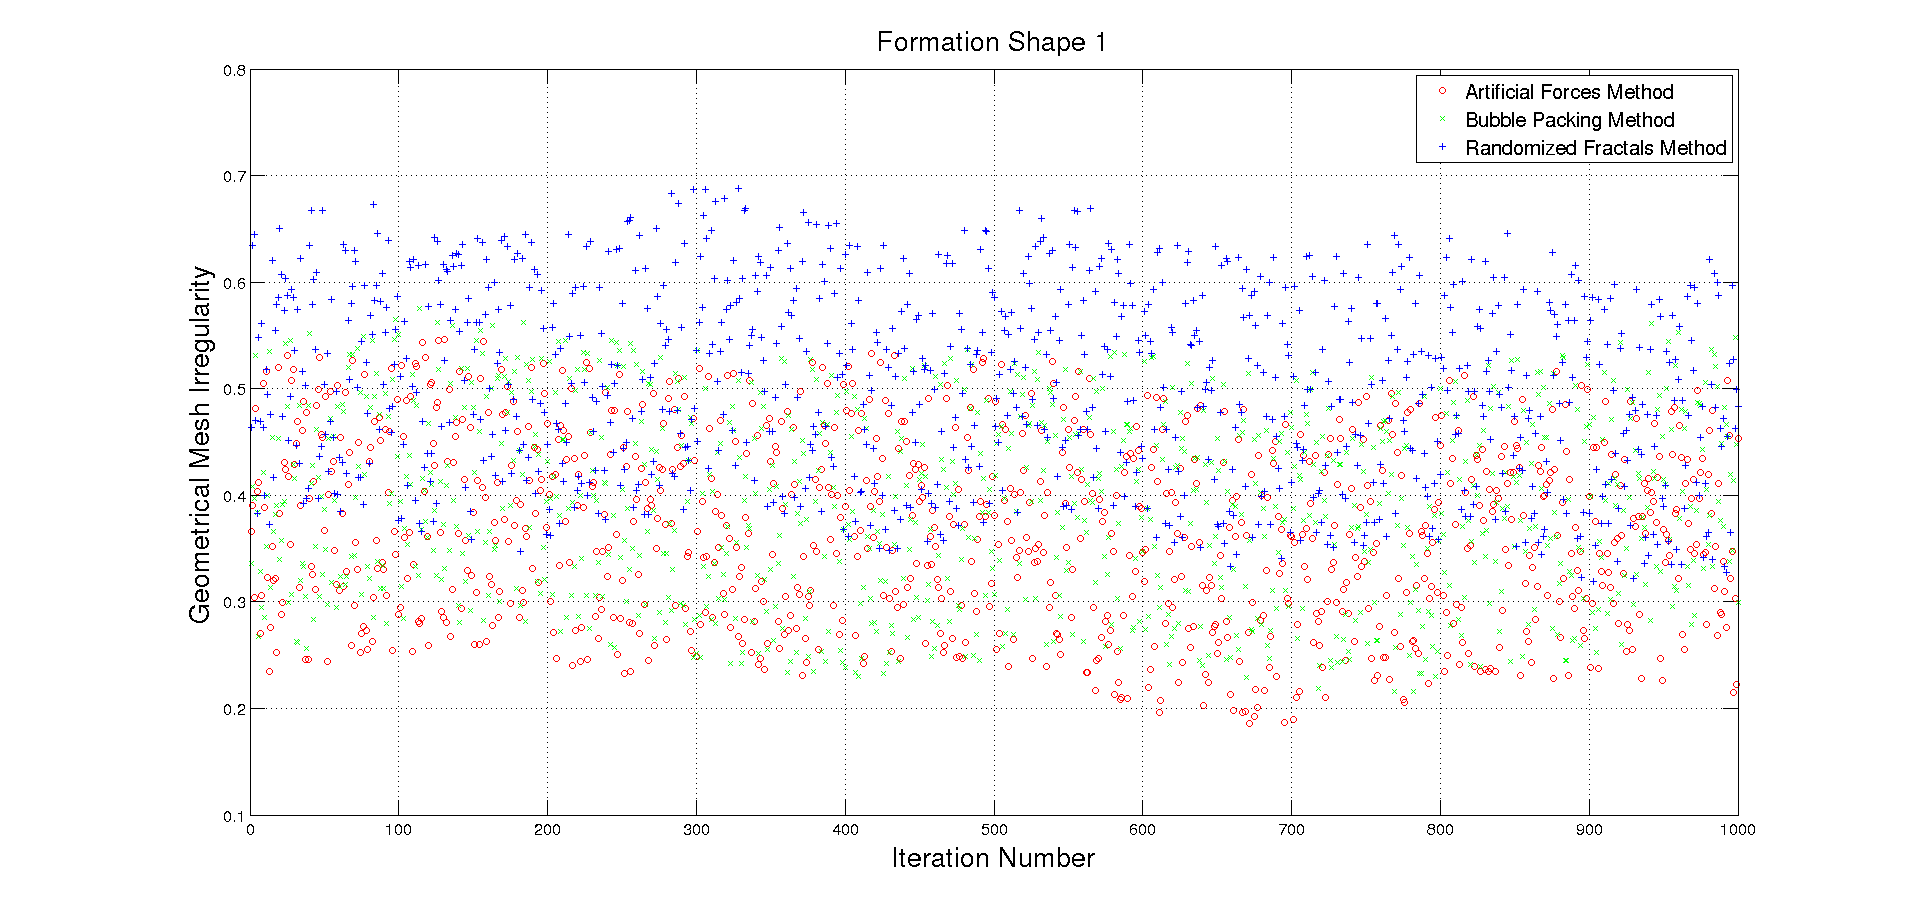 Formation Shape 1
0.8
0.7
0.6
0.5
0.4
0.3
0.2
0.1
Geometrical Mesh Irregularity
Artificial Forces Method
Bubble Packing Method
Randomized Fractals Method
0 100 200 300 400 500 600 700 800 900 1000
Iteration Number